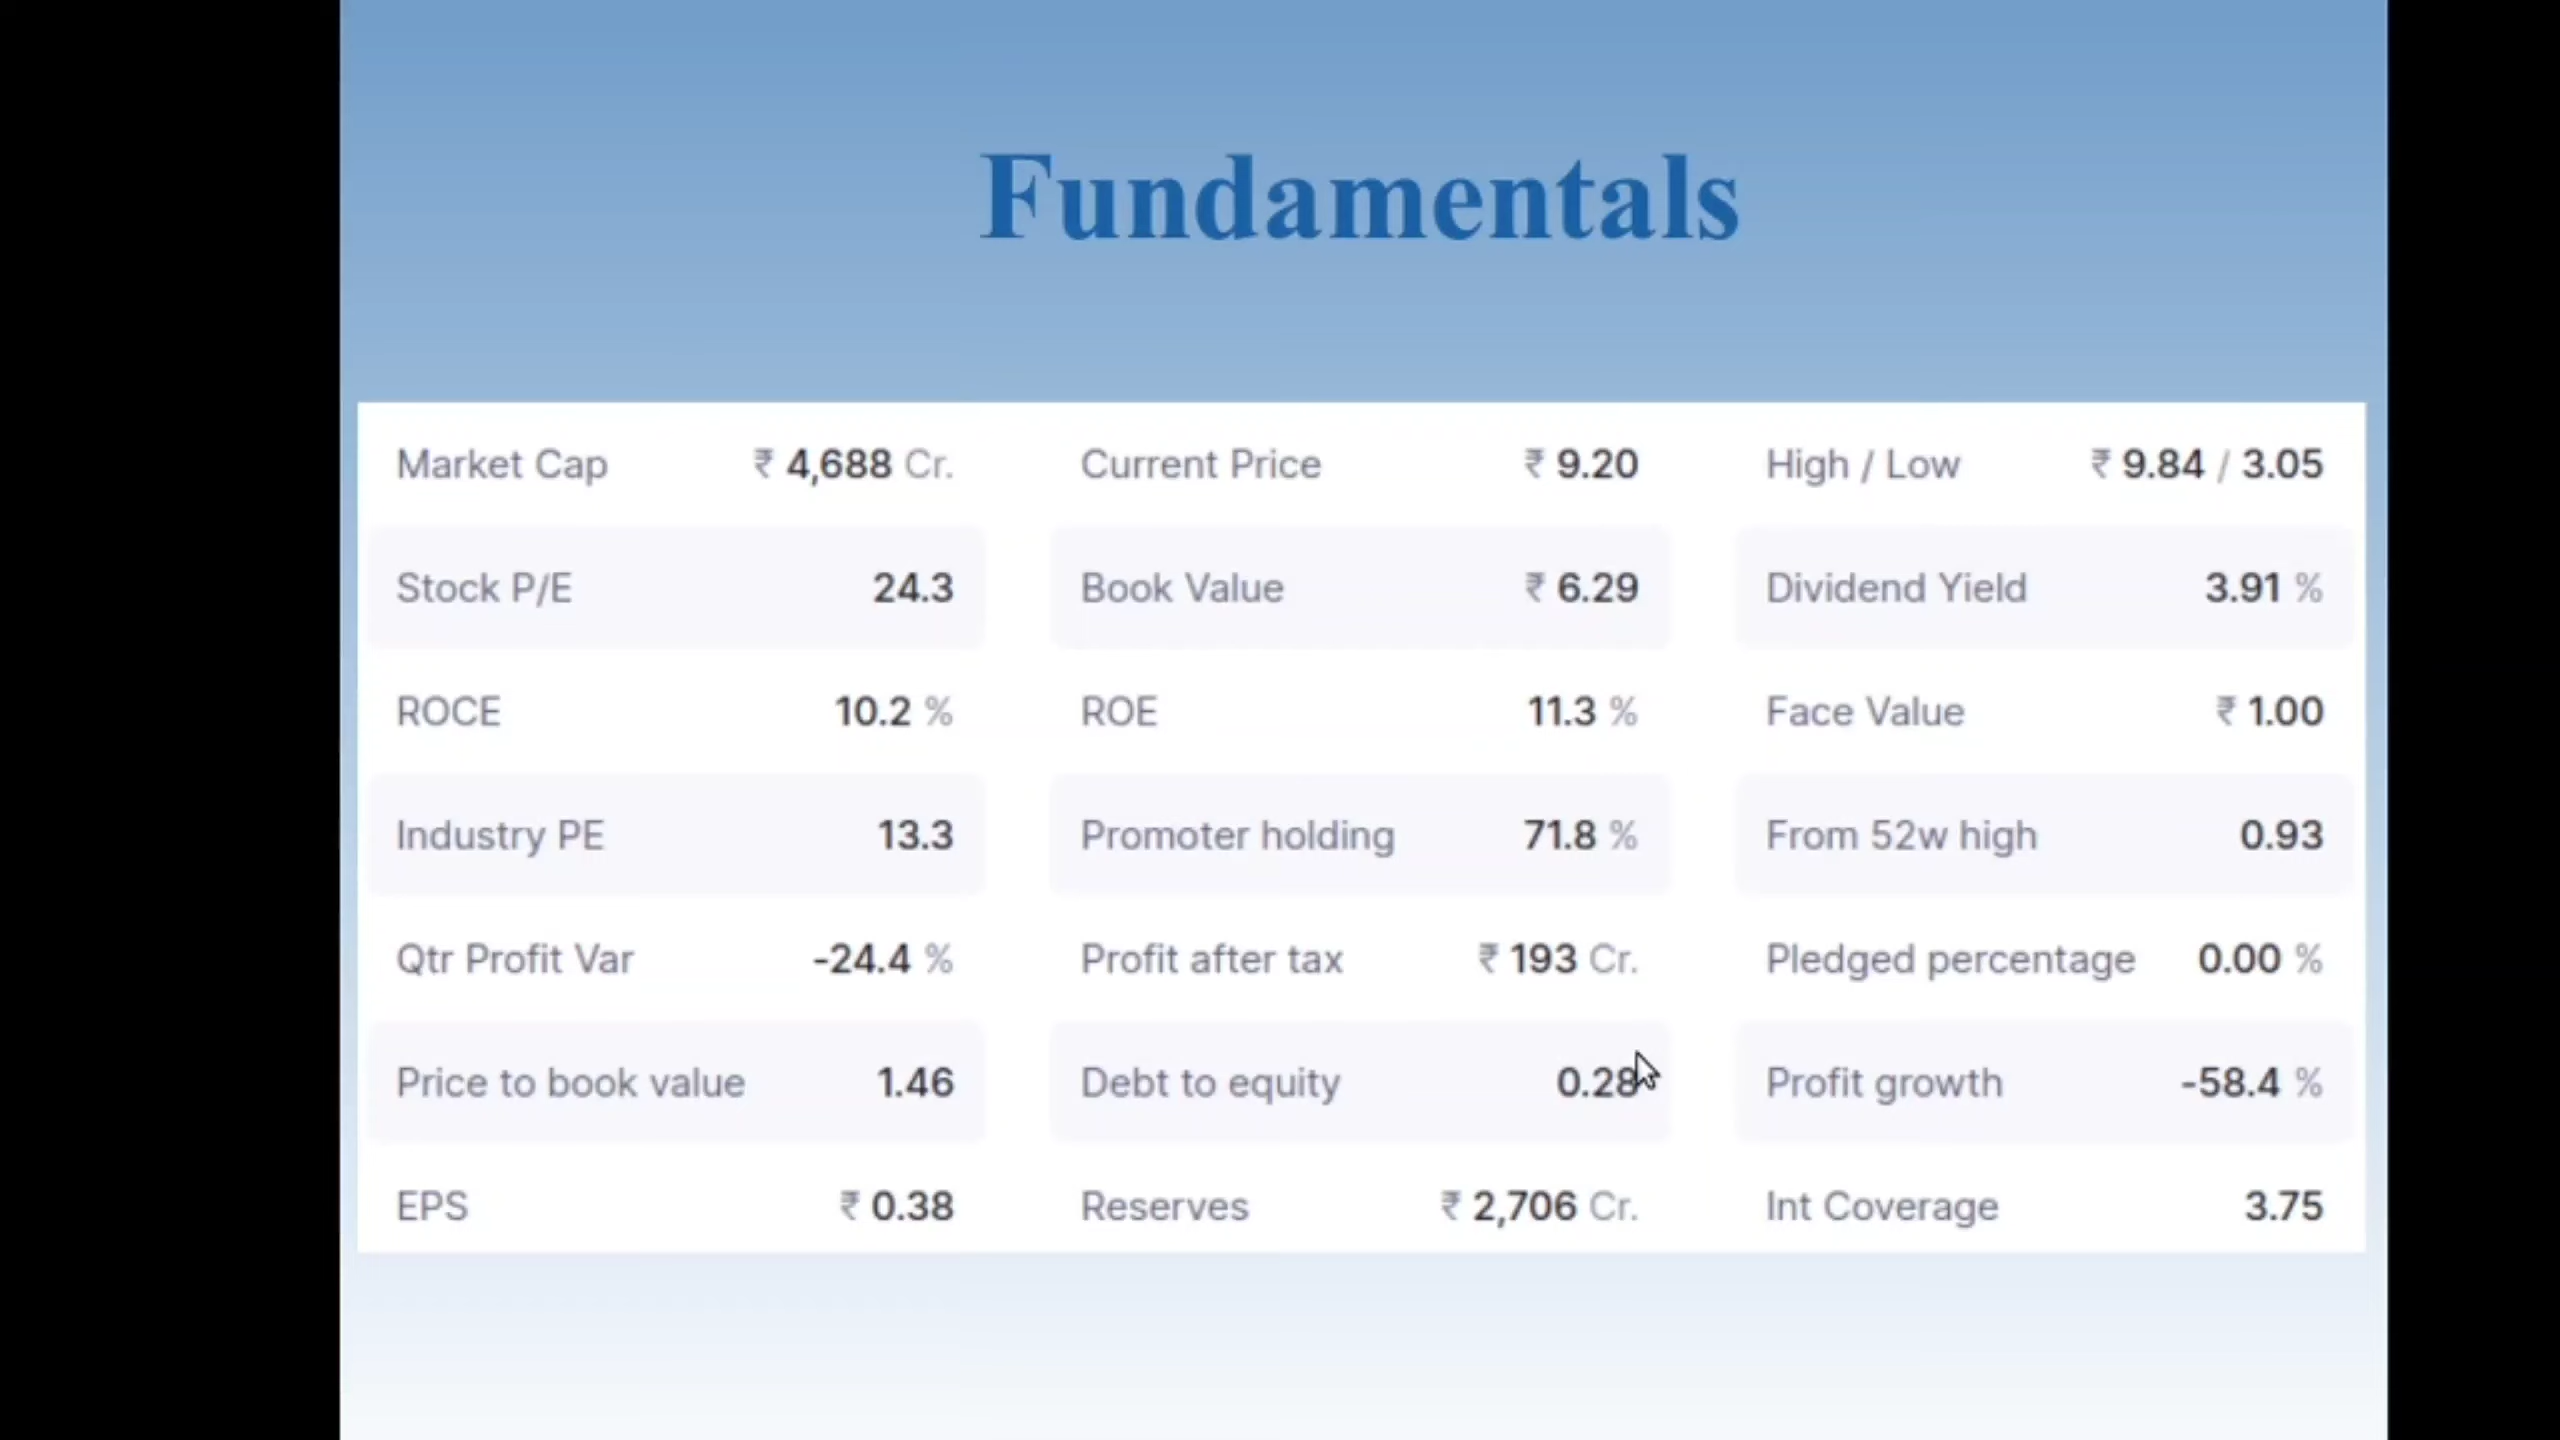 Fundamentals
Market Cap ₹ 4,688 Cr. Current Price ₹ 9.20 High / Low ₹ 9.84 / 3.05
Stock P/E 24.3 Book Value ₹ 6.29 Dividend Yield 3.91 %
ROCE 10.2 % ROE 11.3 % Face Value ₹ 1.00
Industry PE 13.3 Promoter holding 71.8 % From 52w high 0.93
Qtr Profit Var -24.4 % Profit after tax ₹ 193 Cr. Pledged percentage 0.00 %
Price to book value 1.46 Debt to equity 0.28 Profit growth -58.4 %
EPS ₹ 0.38 Reserves ₹ 2,706 Cr. Int Coverage 3.75